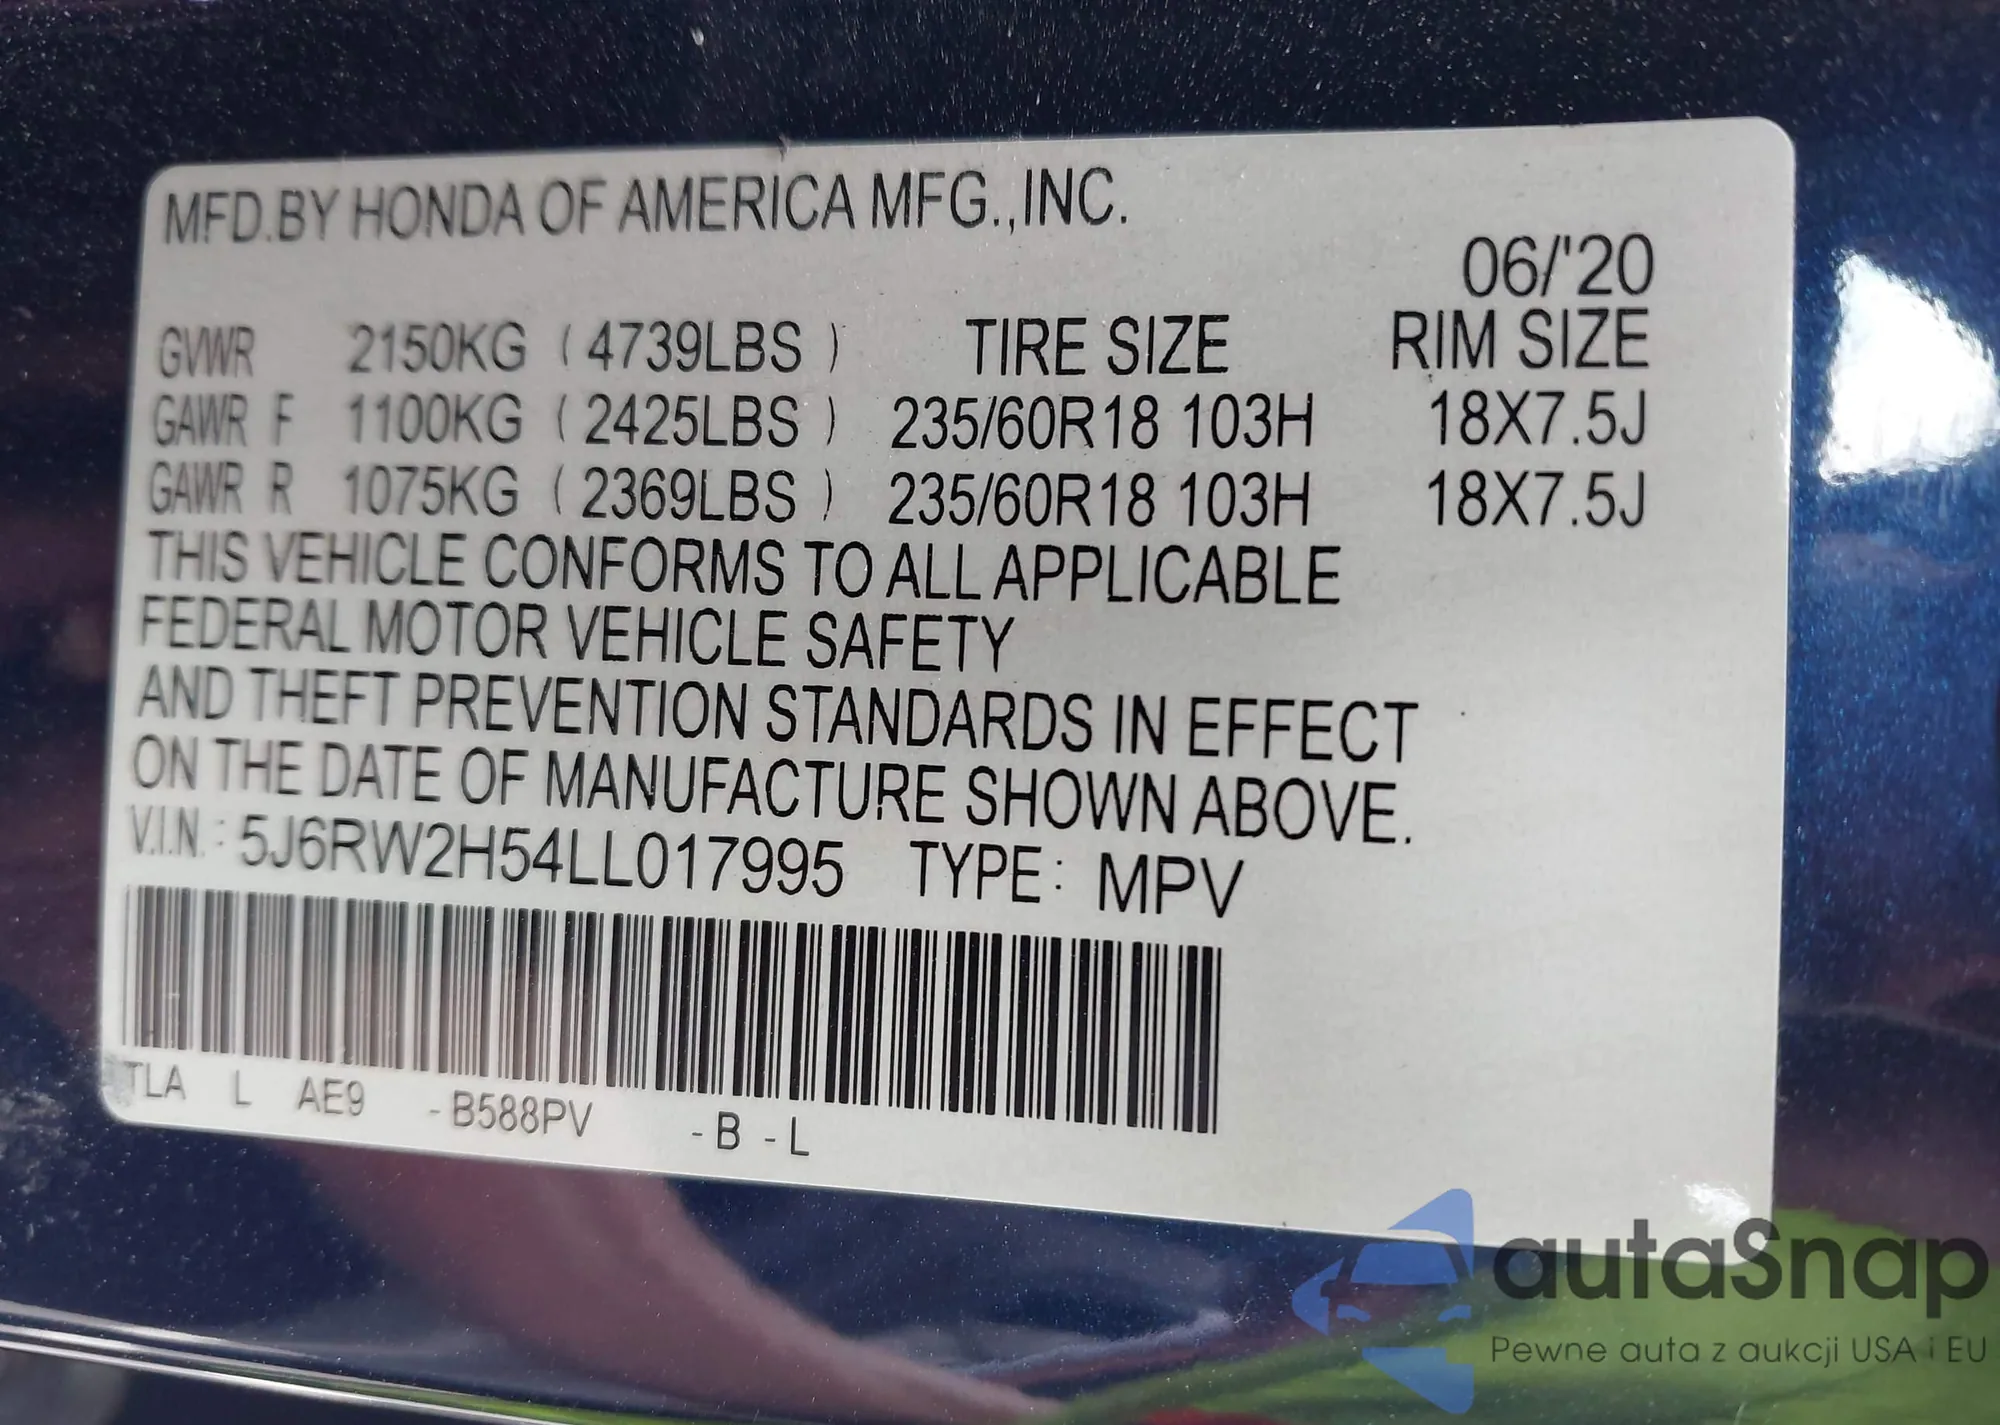 MFD.BY HONDA OF AMERICA MFG.,INC.
06/'20
GVWR 2150KG ( 4739LBS ) TIRE SIZE RIM SIZE
GAWR F 1100KG ( 2425LBS ) 235/60R18 103H 18X7.5J
GAWR R 1075KG ( 2369LBS ) 235/60R18 103H 18X7.5J
THIS VEHICLE CONFORMS TO ALL APPLICABLE
FEDERAL MOTOR VEHICLE SAFETY
AND THEFT PREVENTION STANDARDS IN EFFECT
ON THE DATE OF MANUFACTURE SHOWN ABOVE.
V.I.N.: 5J6RW2H54LL017995 TYPE: MPV
TLA L AE9 -B588PV -B -L
autaSnap
Pewne auta z aukcji USA i EU